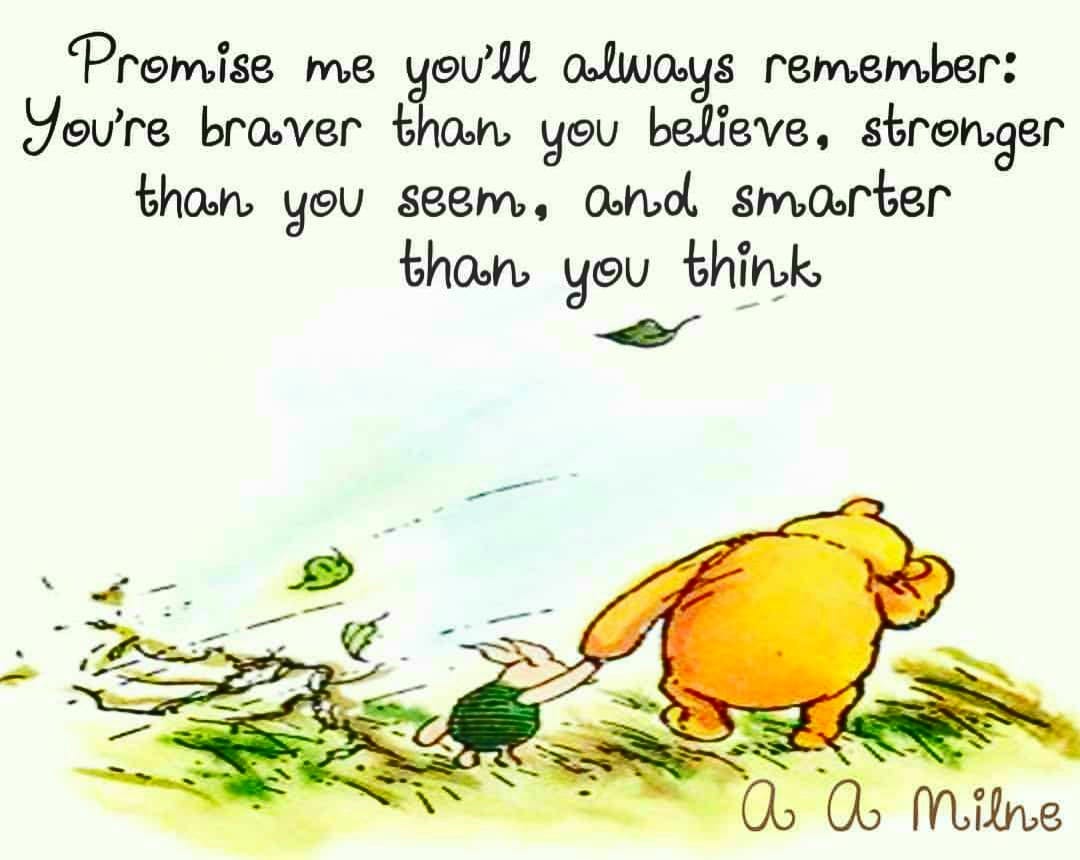 Promise me you'll always remember:
You're braver than you believe, stronger
than you seem, and smarter
than you think
A A Milne